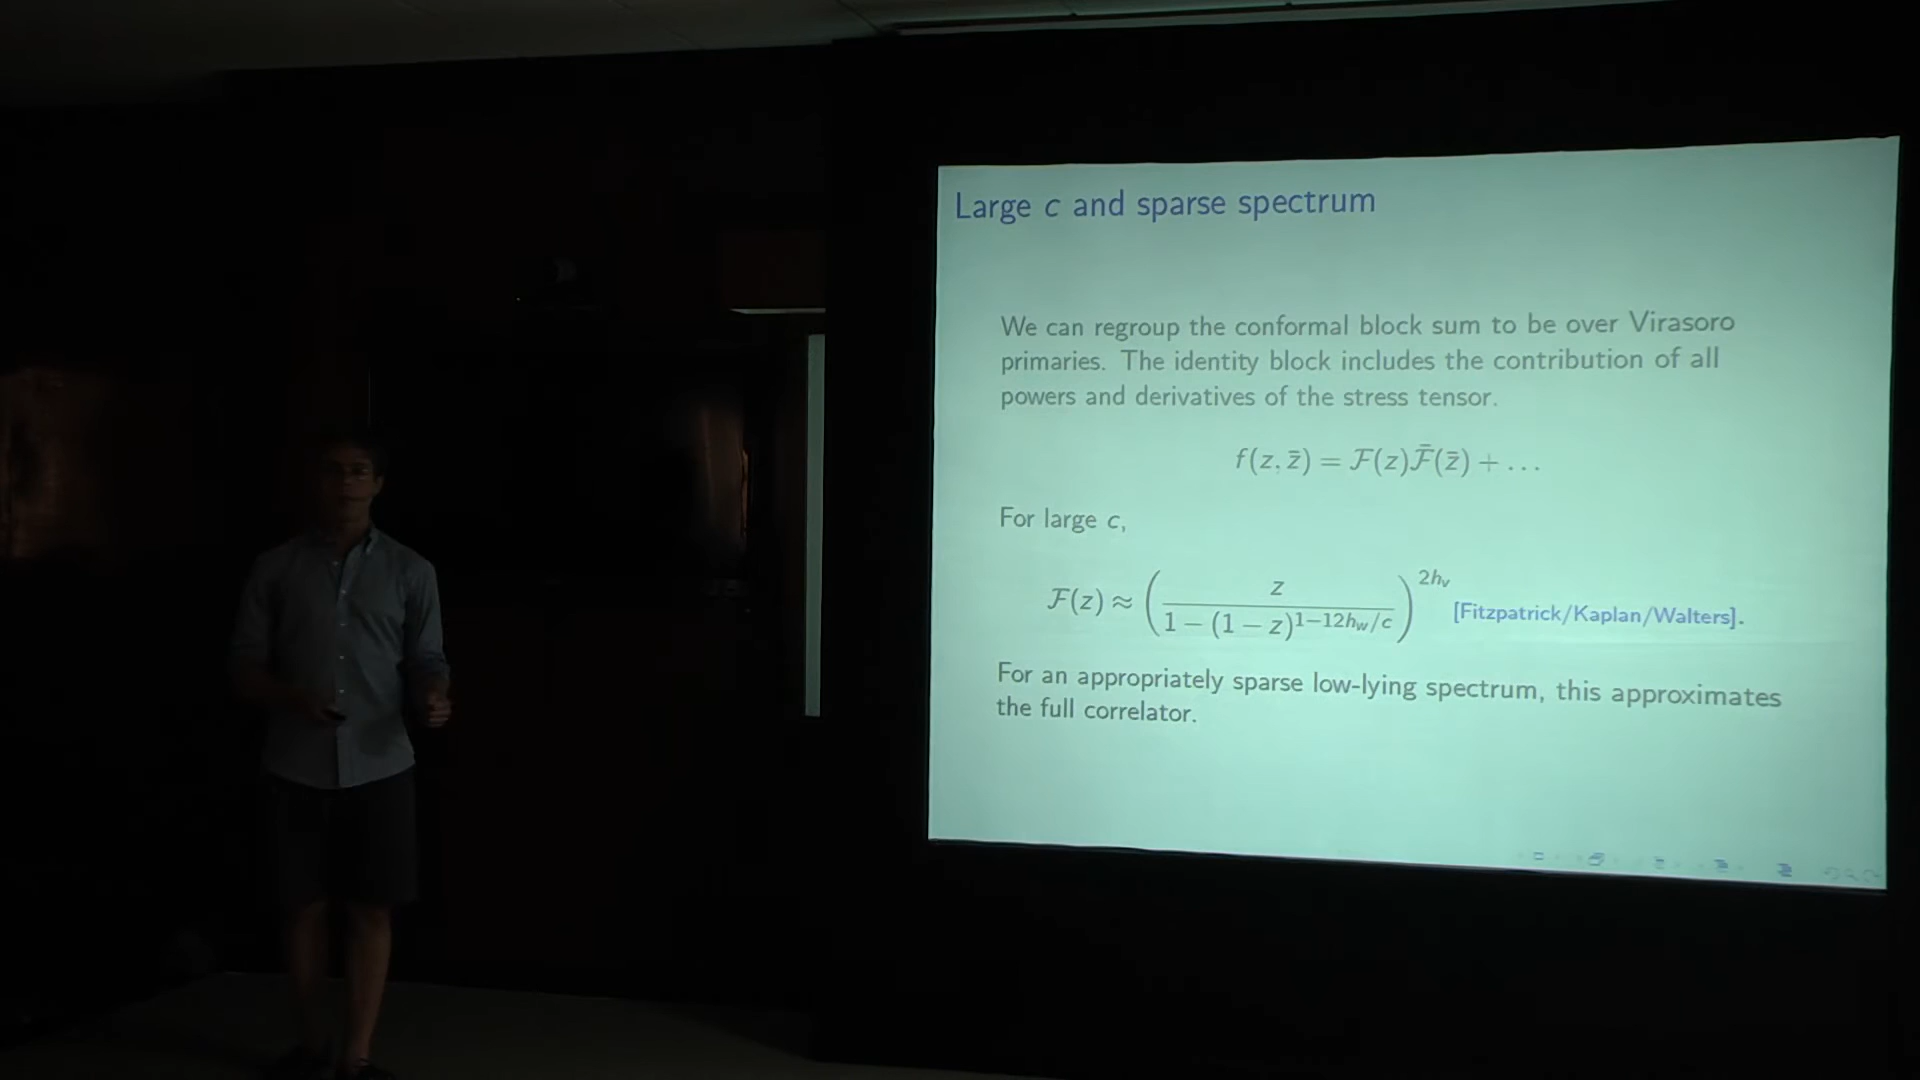 Large c and sparse spectrum
We can regroup the conformal block sum to be over Virasoro
primaries. The identity block includes the contribution of all
powers and derivatives of the stress tensor.
f(z, z̄) = 𝓕(z)𝓕̄(z̄) + …
For large c,
𝓕(z) ≈ ( z / (1 − (1 − z)^{1−12h_w/c}) )^{2h_v} [Fitzpatrick/Kaplan/Walters].
For an appropriately sparse low-lying spectrum, this approximates
the full correlator.